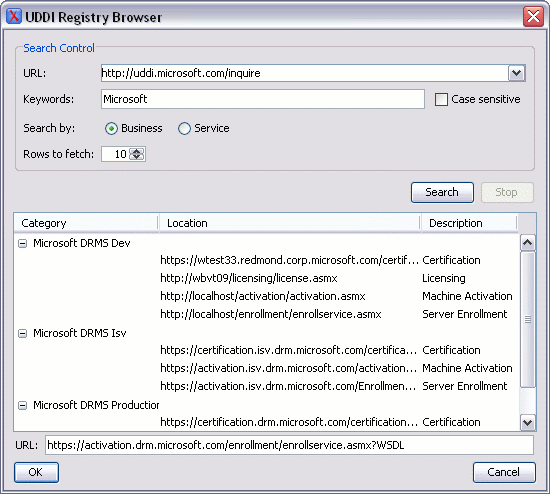 UDDI Registry Browser
Search Control
URL: http://uddi.microsoft.com/inquire
Keywords: Microsoft Case sensitive
Search by: Business Service
Rows to fetch: 10
Search Stop
Category Location Description
Microsoft DRMS Dev
https://wtest33.redmond.corp.microsoft.com/certif... Certification
http://wbvt09/licensing/license.asmx Licensing
http://localhost/activation/activation.asmx Machine Activation
http://localhost/enrollment/enrollservice.asmx Server Enrollment
Microsoft DRMS Isv
https://certification.isv.drm.microsoft.com/certifica... Certification
https://activation.isv.drm.microsoft.com/activation... Machine Activation
https://activation.isv.drm.microsoft.com/Enrollmen... Server Enrollment
Microsoft DRMS Production
https://certification.drm.microsoft.com/certification... Certification
URL: https://activation.drm.microsoft.com/enrollment/enrollservice.asmx?WSDL
OK Cancel